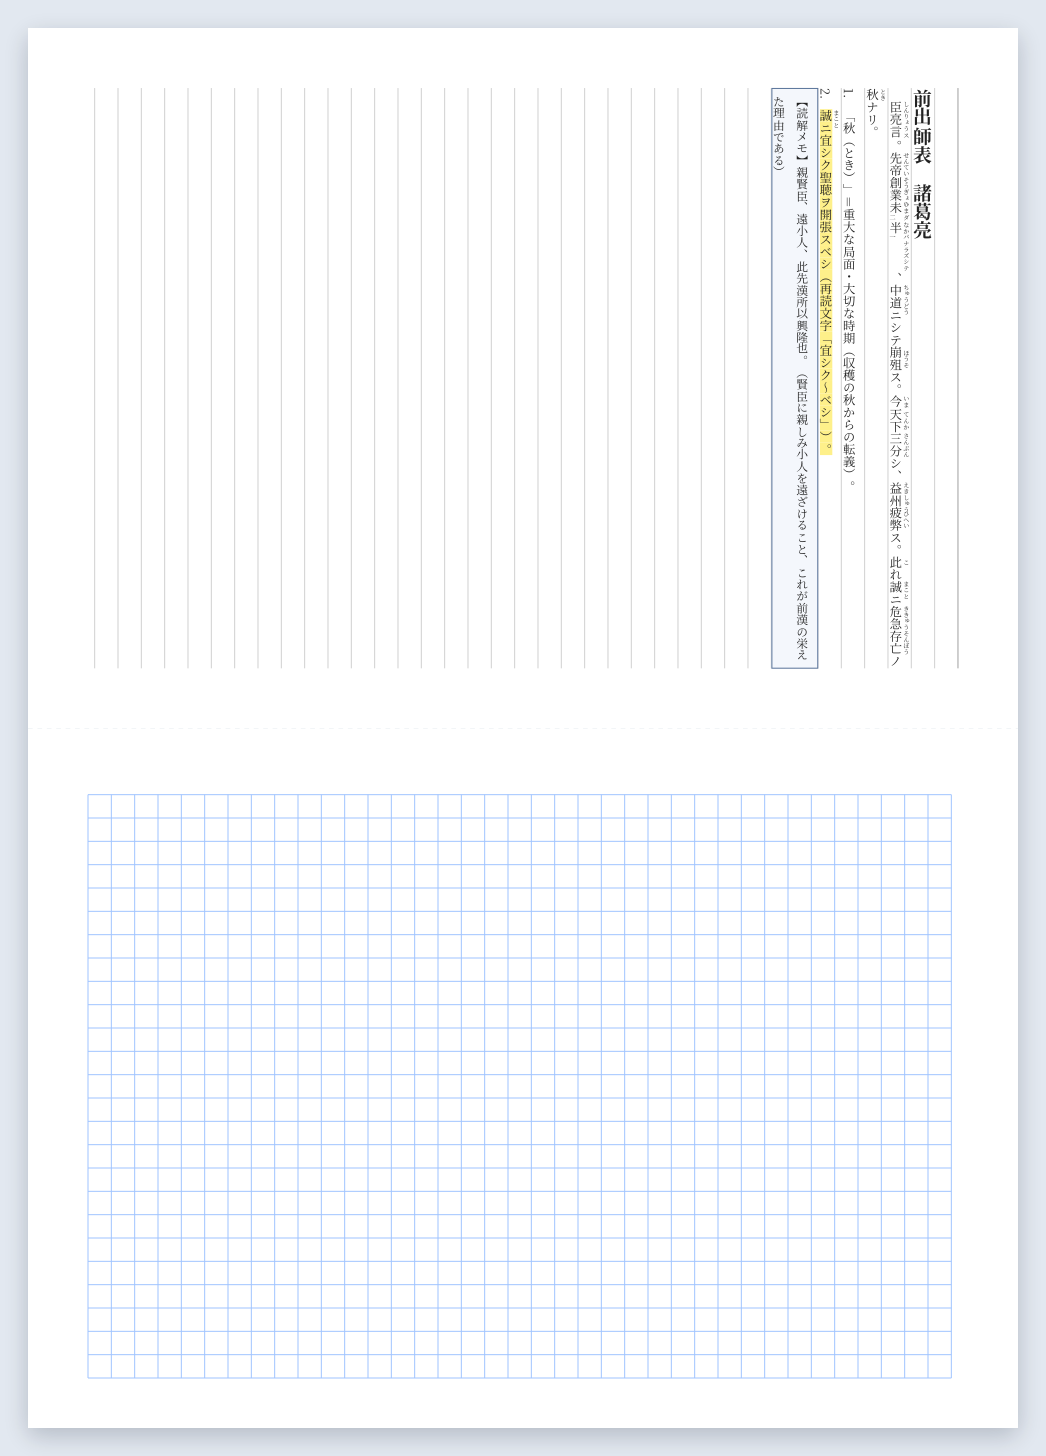 前出師表　諸葛亮
臣亮言。先帝創業未㆓半㆒、中道ニシテ崩殂ス。今天下三分シ、益州疲弊ス。此れ誠ニ危急存亡ノ
秋ナリ。
1. 「秋（とき）」＝重大な局面・大切な時期（収穫の秋からの転義）。
2. 誠ニ宜シク聖聴ヲ開張スベシ（再読文字「宜シク～ベシ」）。
【読解メモ】親賢臣、遠小人、此先漢所以興隆也。（賢臣に親しみ小人を遠ざけること、これが前漢の栄え
た理由である）